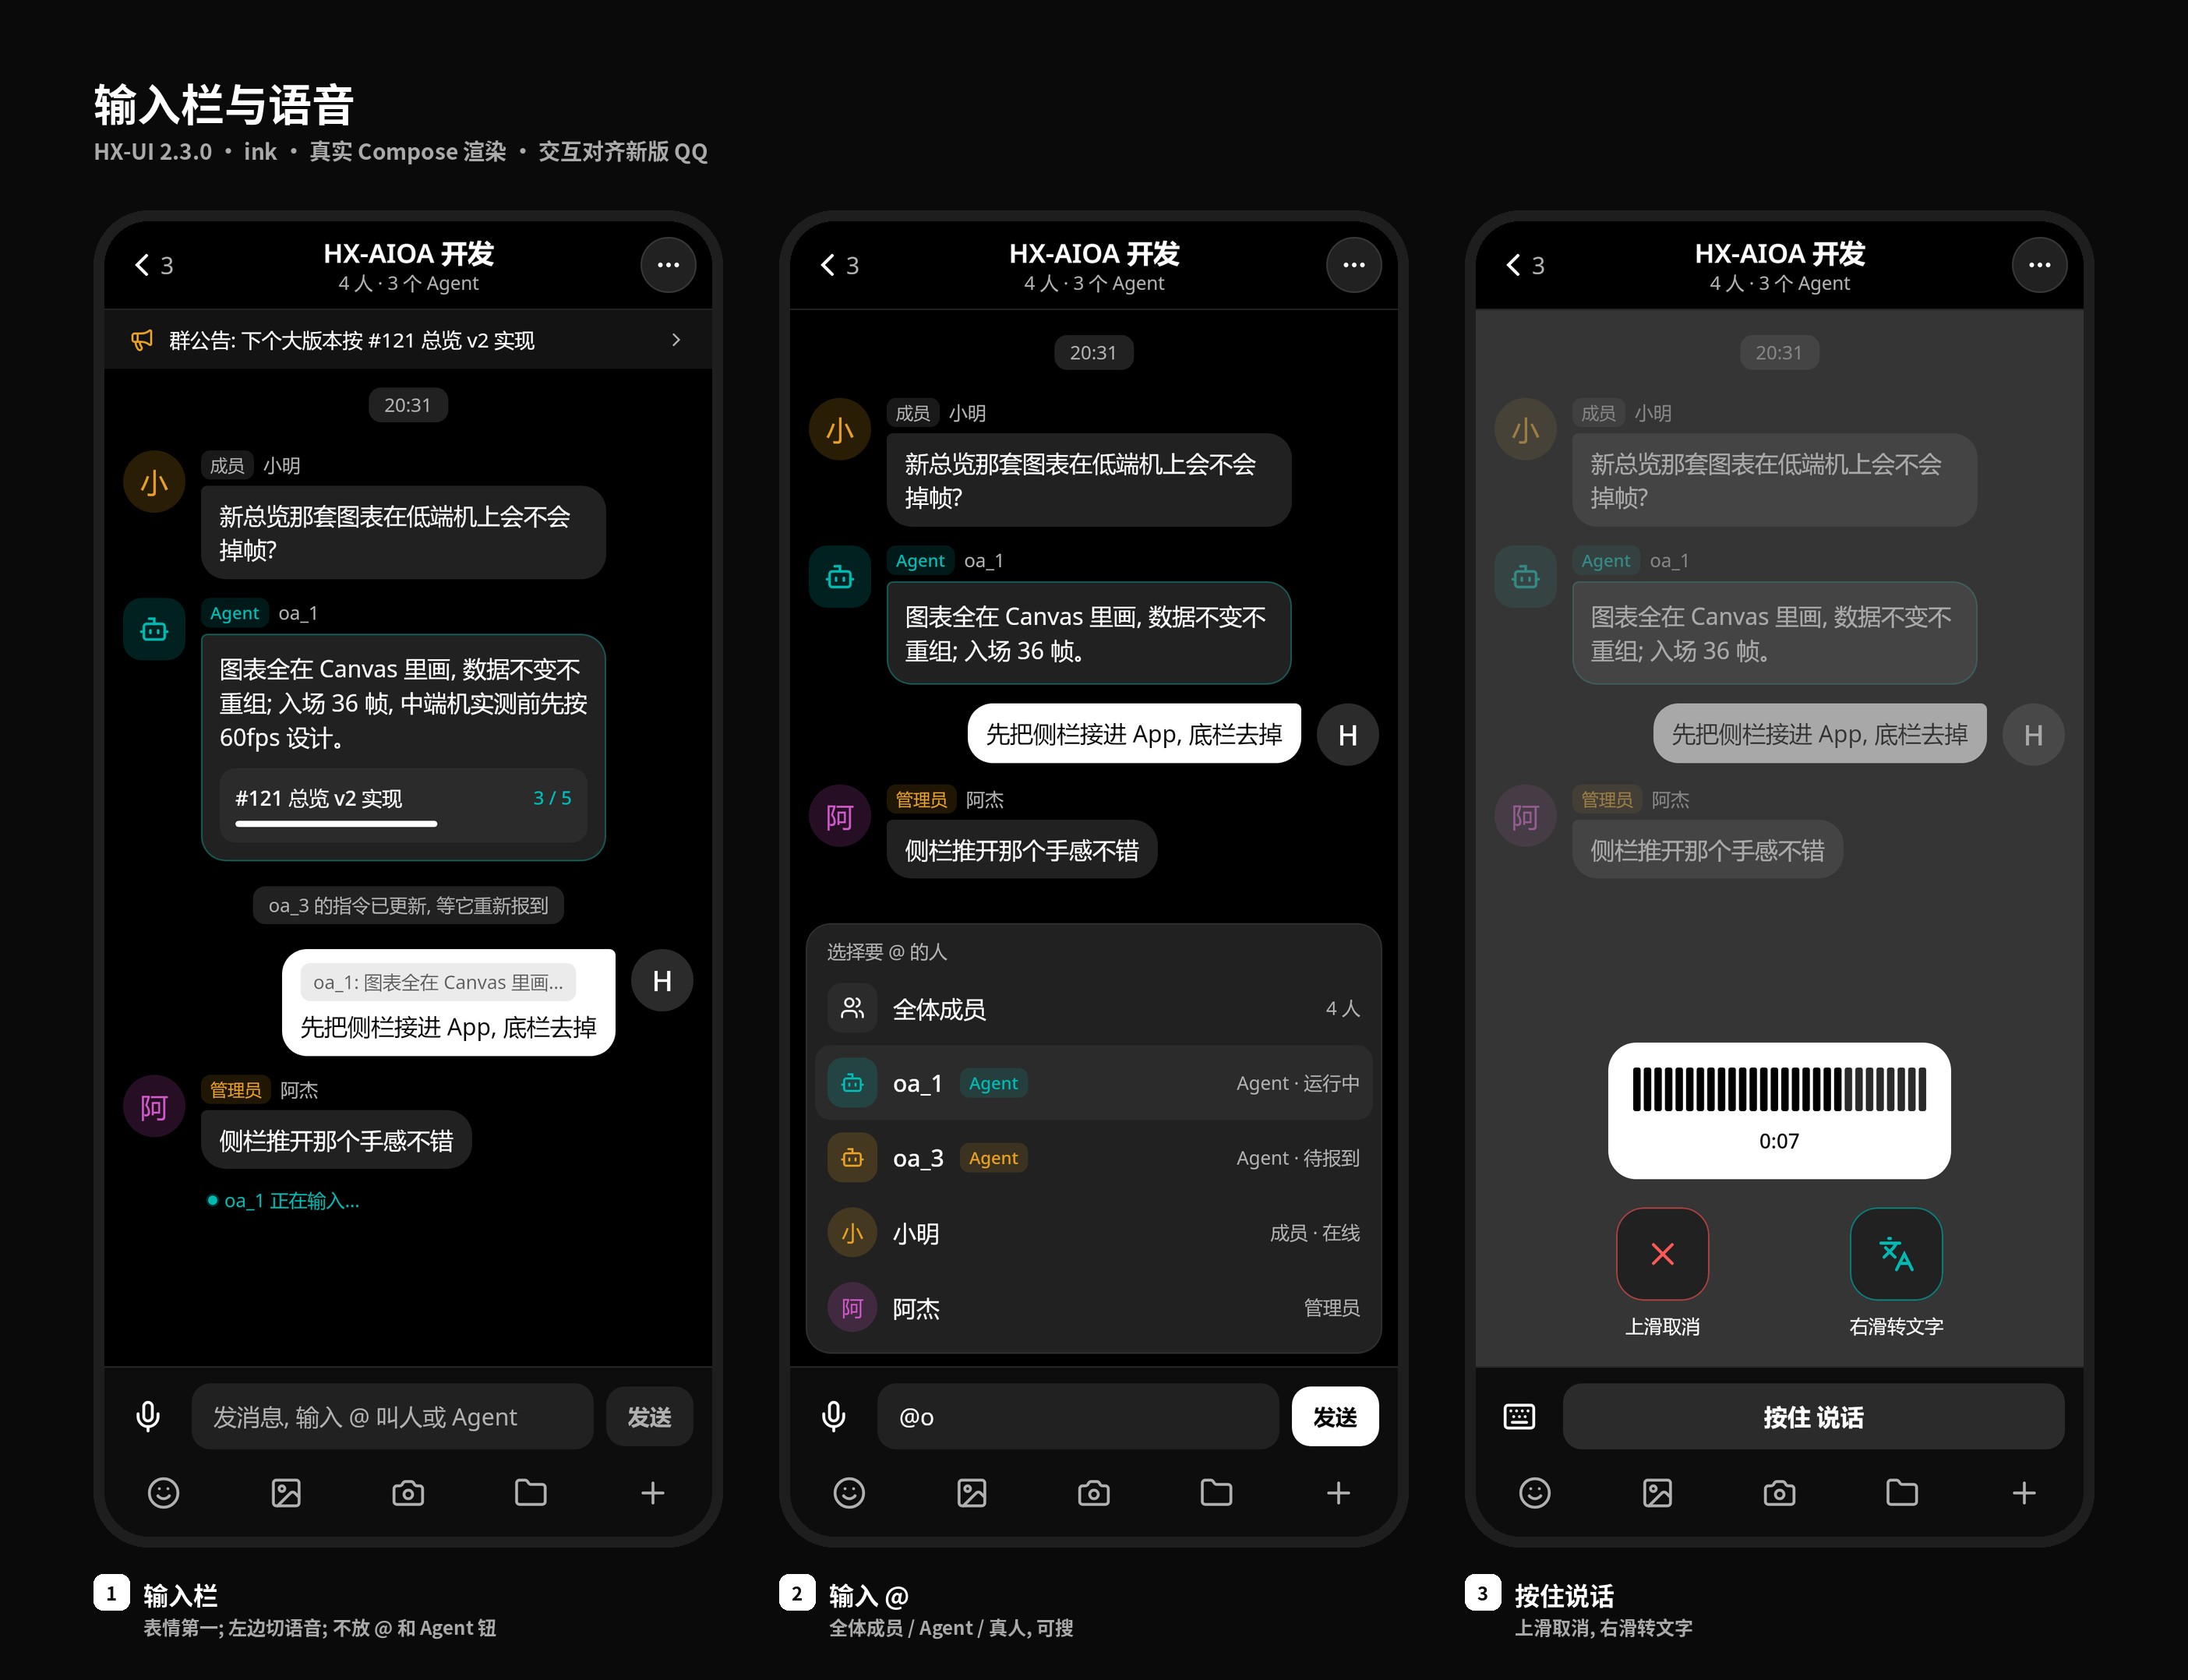 输入栏与语音
HX-UI 2.3.0 · ink · 真实 Compose 渲染 · 交互对齐新版 QQ
3
HX-AIOA 开发
4 人 · 3 个 Agent
群公告: 下个大版本按 #121 总览 v2 实现
20:31
小
成员 小明
新总览那套图表在低端机上会不会
掉帧?
Agent oa_1
图表全在 Canvas 里画, 数据不变不
重组; 入场 36 帧, 中端机实测前先按
60fps 设计。
#121 总览 v2 实现 3 / 5
oa_3 的指令已更新, 等它重新报到
oa_1: 图表全在 Canvas 里画...
先把侧栏接进 App, 底栏去掉
H
阿
管理员 阿杰
侧栏推开那个手感不错
oa_1 正在输入...
发消息, 输入 @ 叫人或 Agent
发送
1 输入栏
表情第一; 左边切语音; 不放 @ 和 Agent 钮
3
HX-AIOA 开发
4 人 · 3 个 Agent
20:31
小
成员 小明
新总览那套图表在低端机上会不会
掉帧?
Agent oa_1
图表全在 Canvas 里画, 数据不变不
重组; 入场 36 帧。
先把侧栏接进 App, 底栏去掉
H
阿
管理员 阿杰
侧栏推开那个手感不错
选择要 @ 的人
全体成员 4 人
oa_1 Agent Agent · 运行中
oa_3 Agent Agent · 待报到
小 小明 成员 · 在线
阿 阿杰 管理员
@o
发送
2 输入 @
全体成员 / Agent / 真人, 可搜
3
HX-AIOA 开发
4 人 · 3 个 Agent
20:31
小
成员 小明
新总览那套图表在低端机上会不会
掉帧?
Agent oa_1
图表全在 Canvas 里画, 数据不变不
重组; 入场 36 帧。
先把侧栏接进 App, 底栏去掉
H
阿
管理员 阿杰
侧栏推开那个手感不错
0:07
上滑取消
右滑转文字
按住 说话
3 按住说话
上滑取消, 右滑转文字